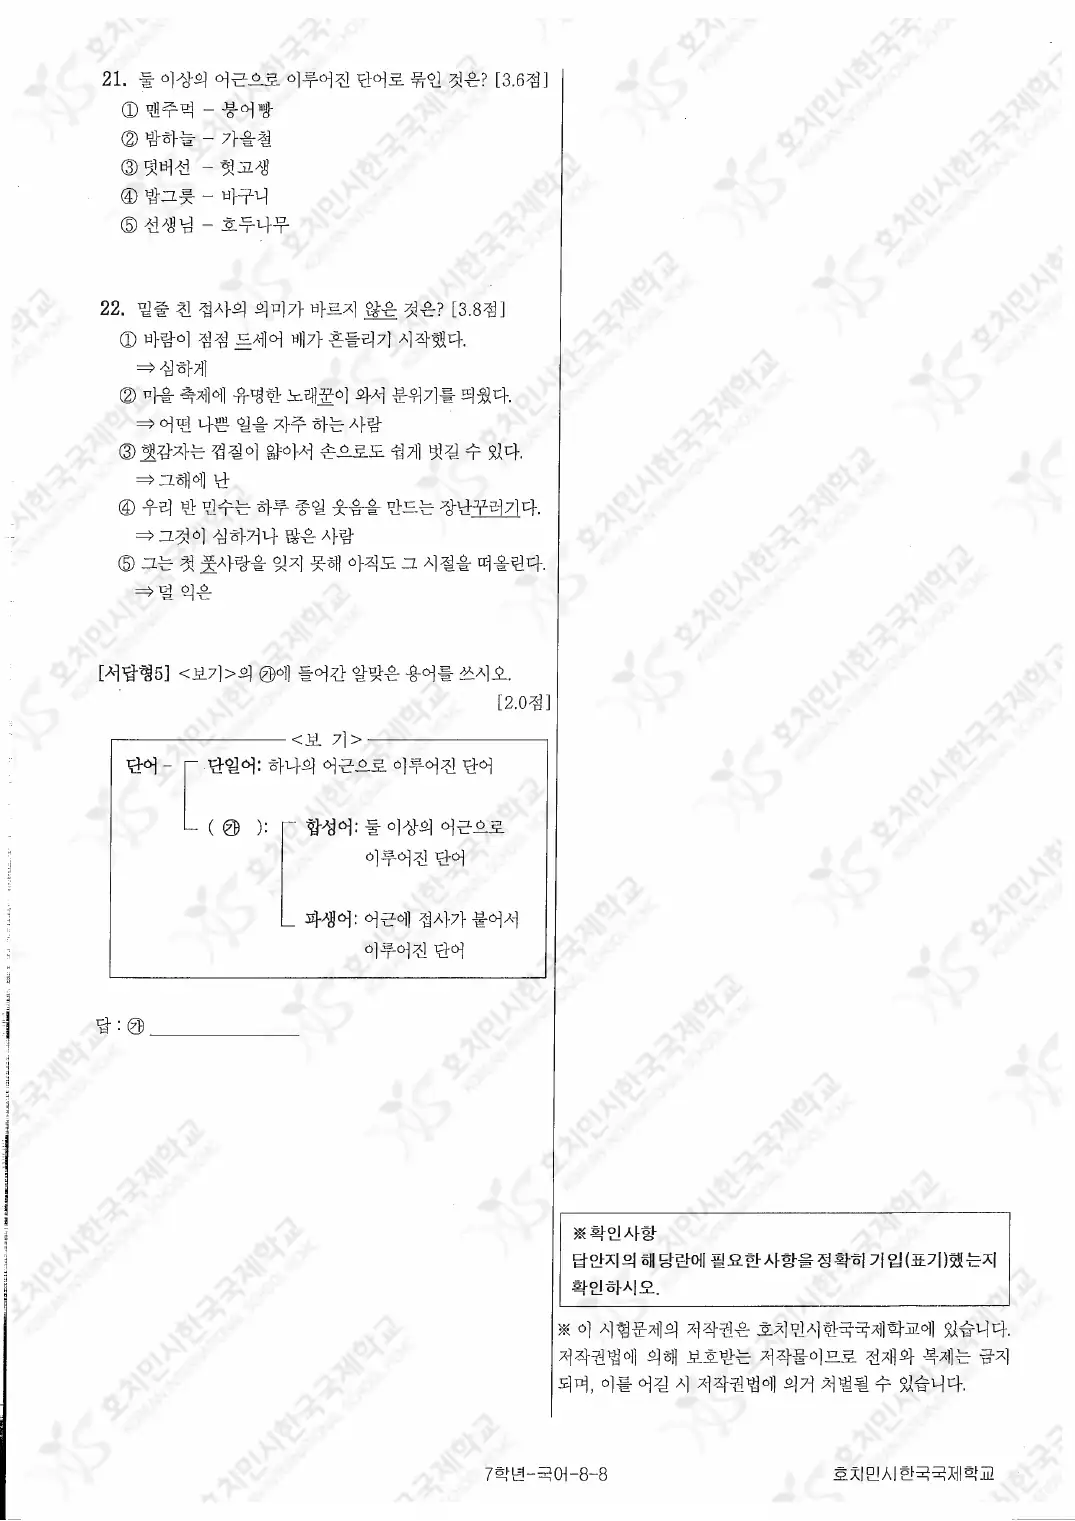 21. 둘 이상의 어근으로 이루어진 단어로 묶인 것은? [3.6점]
① 맨주먹 - 붕어빵
② 밤하늘 - 가을철
③ 덧버선 - 헛고생
④ 밥그릇 - 바구니
⑤ 선생님 - 호두나무
22. 밑줄 친 접사의 의미가 바르지 않은 것은? [3.8점]
① 바람이 점점 드세어 배가 흔들리기 시작했다.
⇒ 심하게
② 마을 축제에 유명한 노래꾼이 와서 분위기를 띄웠다.
⇒ 어떤 나쁜 일을 자주 하는 사람
③ 햇감자는 껍질이 얇아서 손으로도 쉽게 벗길 수 있다.
⇒ 그해에 난
④ 우리 반 민수는 하루 종일 웃음을 만드는 장난꾸러기다.
⇒ 그것이 심하거나 많은 사람
⑤ 그는 첫 풋사랑을 잊지 못해 아직도 그 시절을 떠올린다.
⇒ 덜 익은
[서답형5] <보기>의 ㉮에 들어간 알맞은 용어를 쓰시오.
[2.0점]
<보 기>
단어 - 단일어: 하나의 어근으로 이루어진 단어
( ㉮ ): 합성어: 둘 이상의 어근으로
이루어진 단어
파생어: 어근에 접사가 붙어서
이루어진 단어
답 : ㉮
※ 확인사항
답안지의 해당란에 필요한 사항을 정확히 기입(표기)했는지
확인하시오.
※ 이 시험문제의 저작권은 호치민시한국국제학교에 있습니다.
저작권법에 의해 보호받는 저작물이므로 전재와 복제는 금지
되며, 이를 어길 시 저작권법에 의거 처벌될 수 있습니다.
7학년-국어-8-8
호치민시한국국제학교